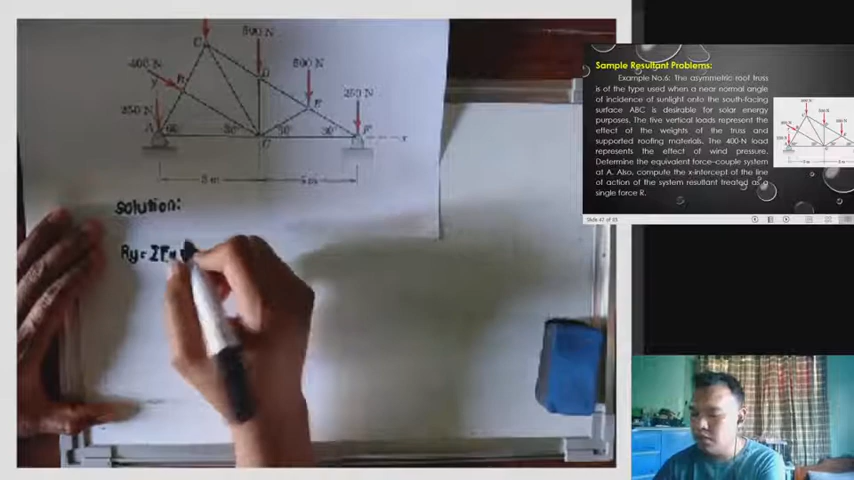 500 N
C
D
400 N
500 N
y
B
E
250 N
250 N
A
60
30°
30°
30°
F
x
G
5 m
5 m
Solution:
Ry = ΣF
Sample Resultant Problems:
Example No.6: The asymmetric roof truss
is of the type used when a near normal angle
of incidence of sunlight onto the south-facing
surface ABC is desirable for solar energy
purposes. The five vertical loads represent the
effect of the weights of the truss and
supported roofing materials. The 400-N load
represents the effect of wind pressure.
Determine the equivalent force-couple system
at A. Also, compute the x-intercept of the line
of action of the system resultant treated as a
single force R.